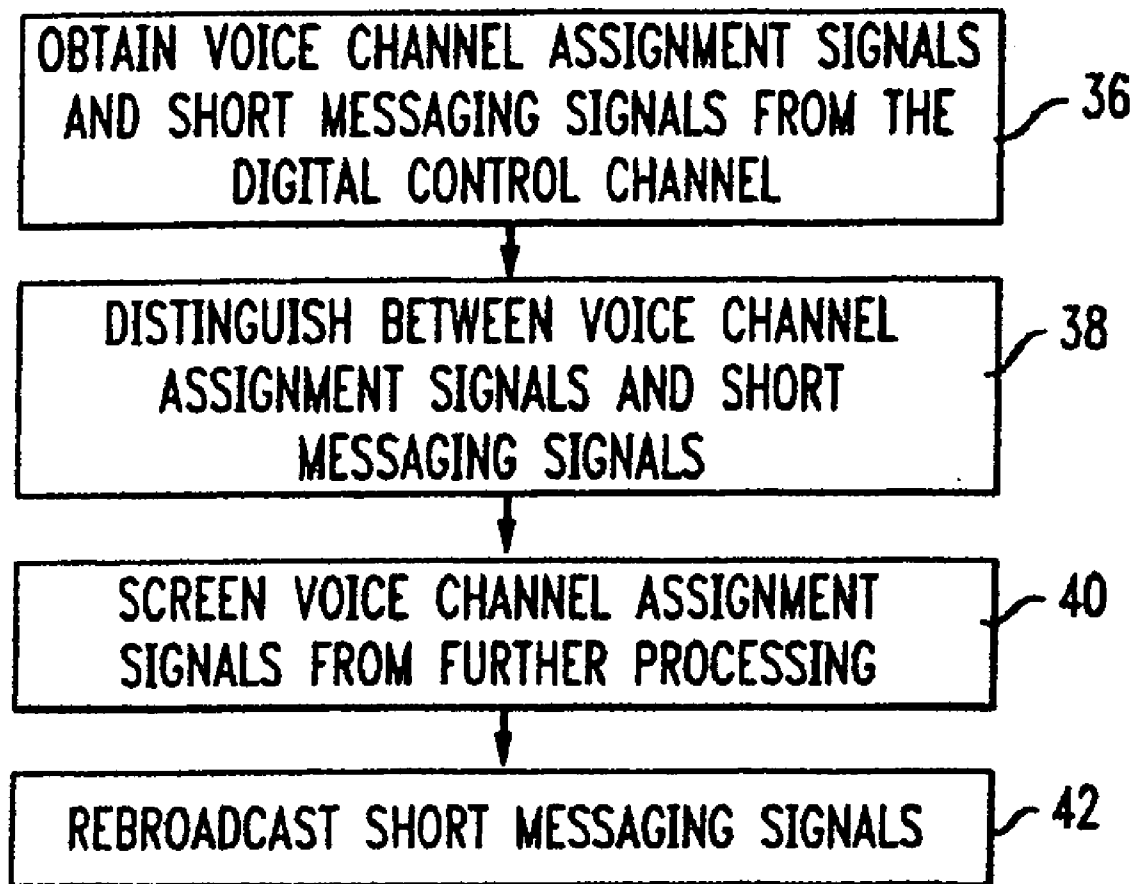 OBTAIN VOICE CHANNEL ASSIGNMENT SIGNALS
AND SHORT MESSAGING SIGNALS FROM THE
DIGITAL CONTROL CHANNEL
36
DISTINGUISH BETWEEN VOICE CHANNEL
ASSIGNMENT SIGNALS AND SHORT
MESSAGING SIGNALS
38
SCREEN VOICE CHANNEL ASSIGNMENT
SIGNALS FROM FURTHER PROCESSING
40
REBROADCAST SHORT MESSAGING SIGNALS
42